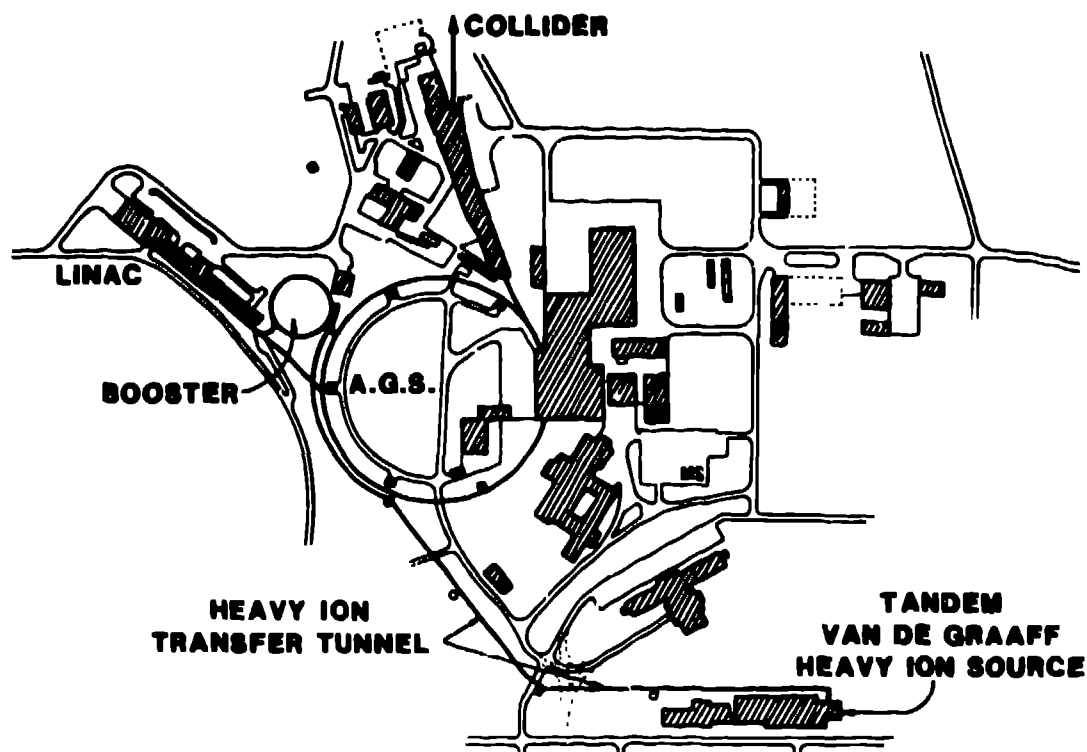 COLLIDER
LINAC
BOOSTER
A.G.S.
HEAVY ION
TRANSFER TUNNEL
TANDEM
VAN DE GRAAFF
HEAVY ION SOURCE